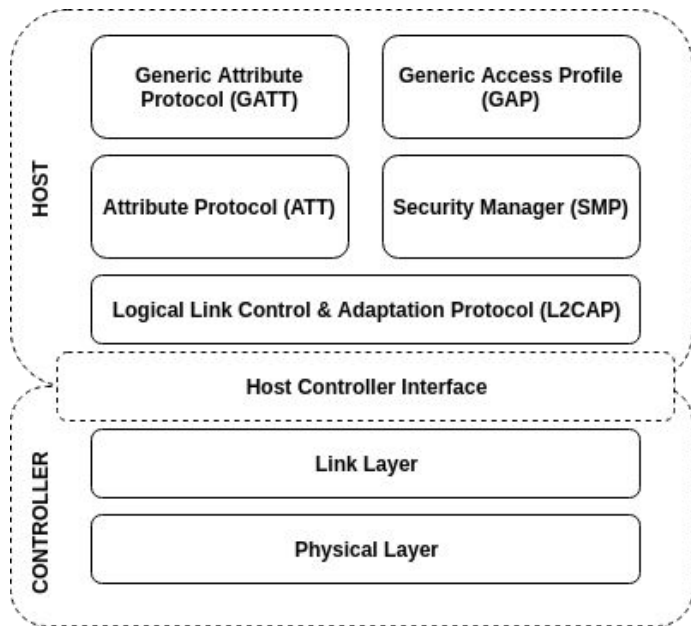 HOST
Generic Attribute
Protocol (GATT)
Generic Access Profile
(GAP)
Attribute Protocol (ATT)
Security Manager (SMP)
Logical Link Control & Adaptation Protocol (L2CAP)
Host Controller Interface
CONTROLLER
Link Layer
Physical Layer